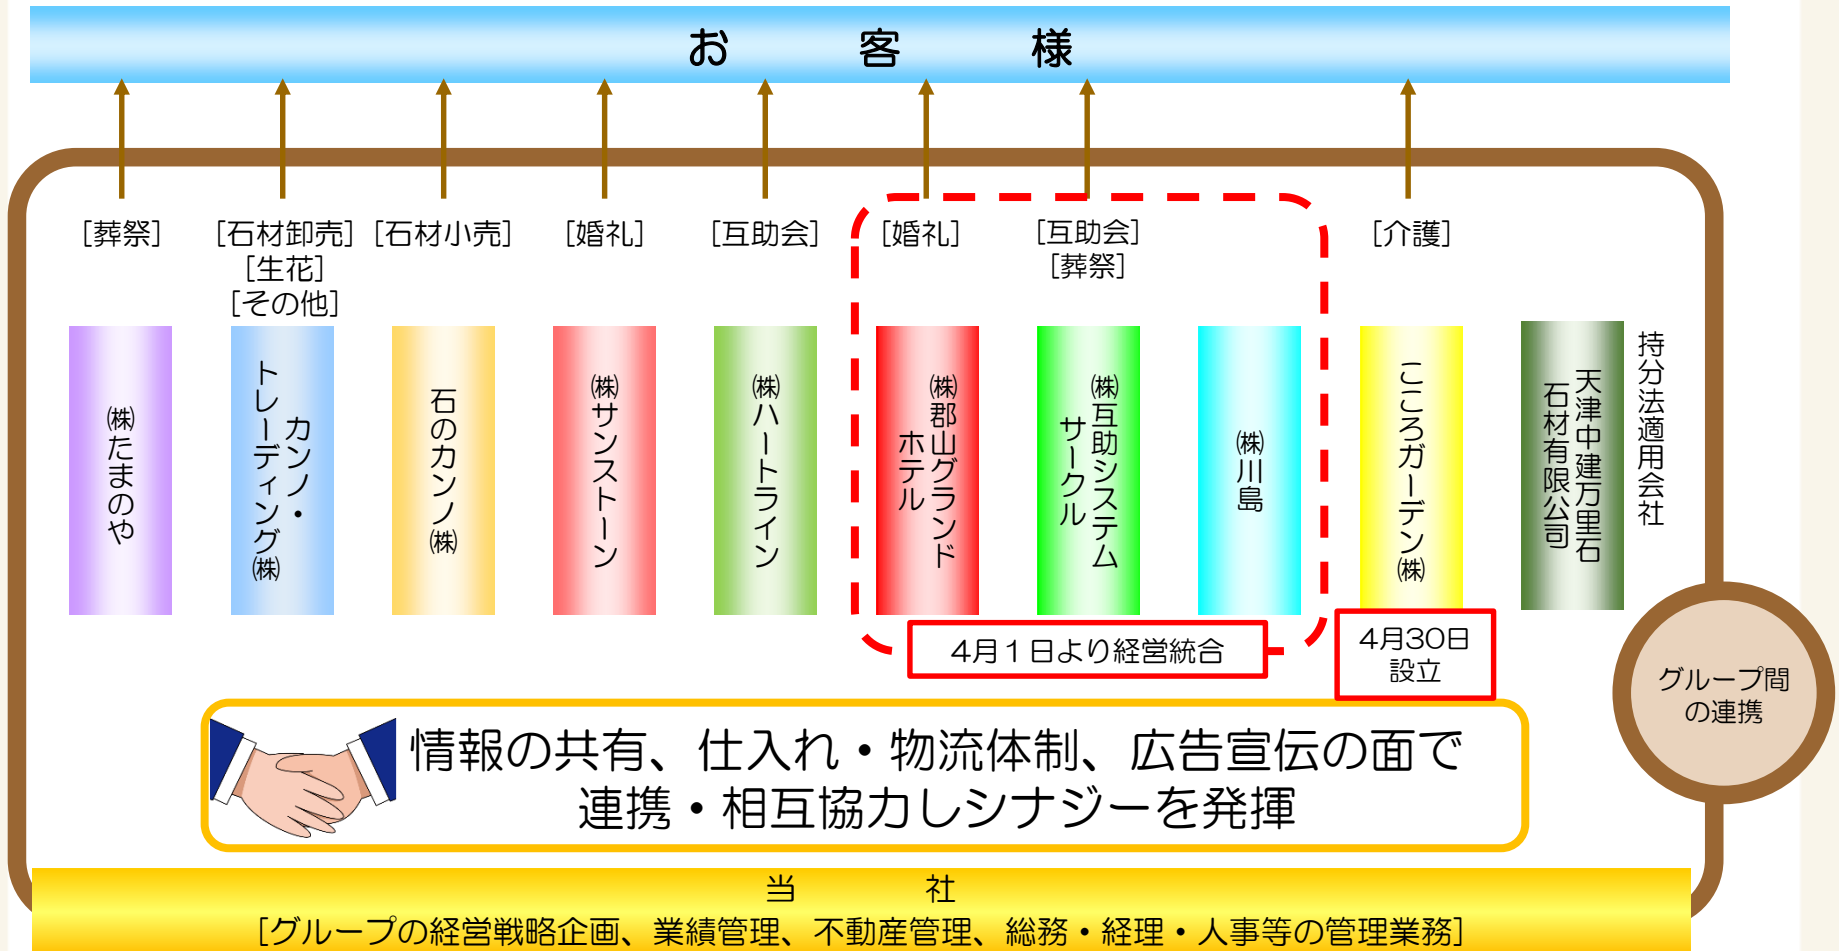 お客様
[葬祭]
[石材卸売]
[生花]
[その他]
[石材小売]
[婚礼]
[互助会]
[婚礼]
[互助会]
[葬祭]
[介護]
㈱たまのや
カンノ・
トレーディング㈱
石のカンノ㈱
㈱サンストーン
㈱ハートライン
㈱郡山グランド
ホテル
㈱互助システム
サークル
㈱川島
こころガーデン㈱
天津中建万里石
石材有限公司
持分法適用会社
4月1日より経営統合
4月30日
設立
グループ間
の連携
情報の共有、仕入れ・物流体制、広告宣伝の面で
連携・相互協力しシナジーを発揮
当社
[グループの経営戦略企画、業績管理、不動産管理、総務・経理・人事等の管理業務]